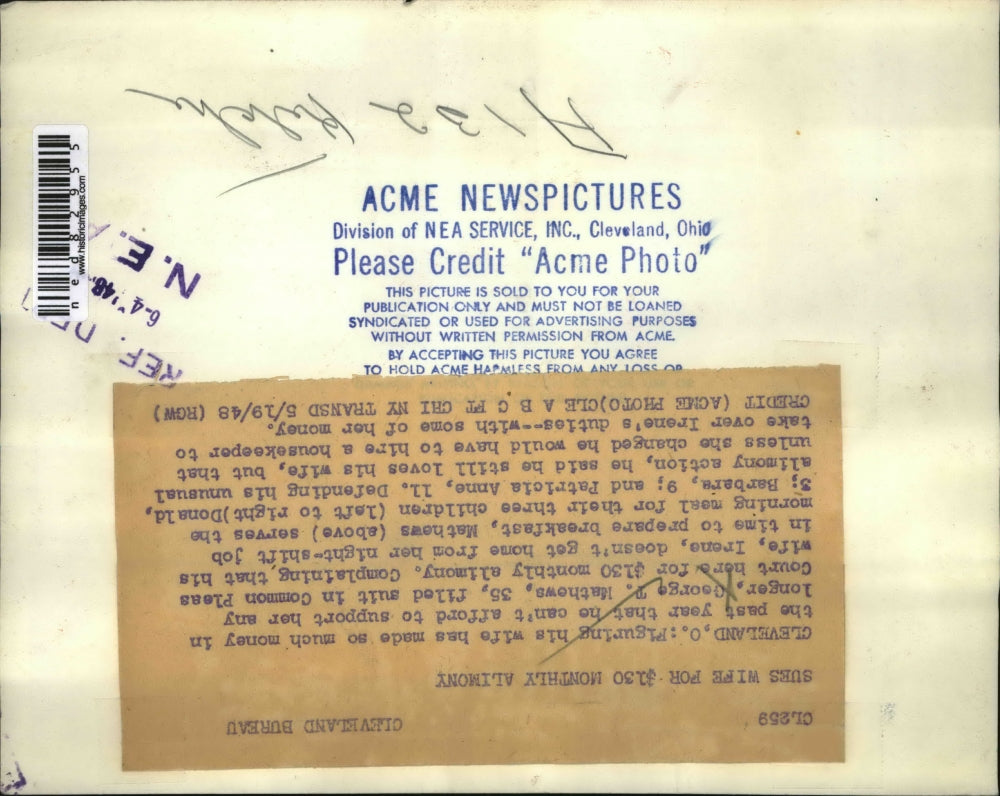 A132
ACME NEWSPICTURES
Division of NEA SERVICE, INC., Cleveland, Ohio
Please Credit "Acme Photo"
THIS PICTURE IS SOLD TO YOU FOR YOUR
PUBLICATION ONLY AND MUST NOT BE LOANED
SYNDICATED OR USED FOR ADVERTISING PURPOSES
WITHOUT WRITTEN PERMISSION FROM ACME.
BY ACCEPTING THIS PICTURE YOU AGREE
TO HOLD ACME HARMLESS FROM ANY LOSS OR
ned82955
www.historicimages.com
N. E. A.
6-4-'48
REF. DE
CL259 CLEVELAND BUREAU
SUES WIFE FOR $130 MONTHLY ALIMONY
CLEVELAND,O.:Figuring his wife has made so much money in
the past year that he can't afford to support her any
longer, George T. Mathews, 35, filed suit in Common Pleas
Court here for $130 monthly alimony. Complaining that his
wife, Irene, doesn't get home from her night-shift job
in time to prepare breakfast, Mathews (above) serves the
morning meal for their three children (left to right)Donald,
3; Barbara, 9; and Patricia Anne, 11. Defending his unusual
alimony action, he said he still loves his wife, but that
unless she changed he would have to hire a housekeeper to
take over Irene's duties--with some of her money.
CREDIT (ACME PHOTO)CLE A B C FT CHI NY TRANSD 5/19/48 (RGW)